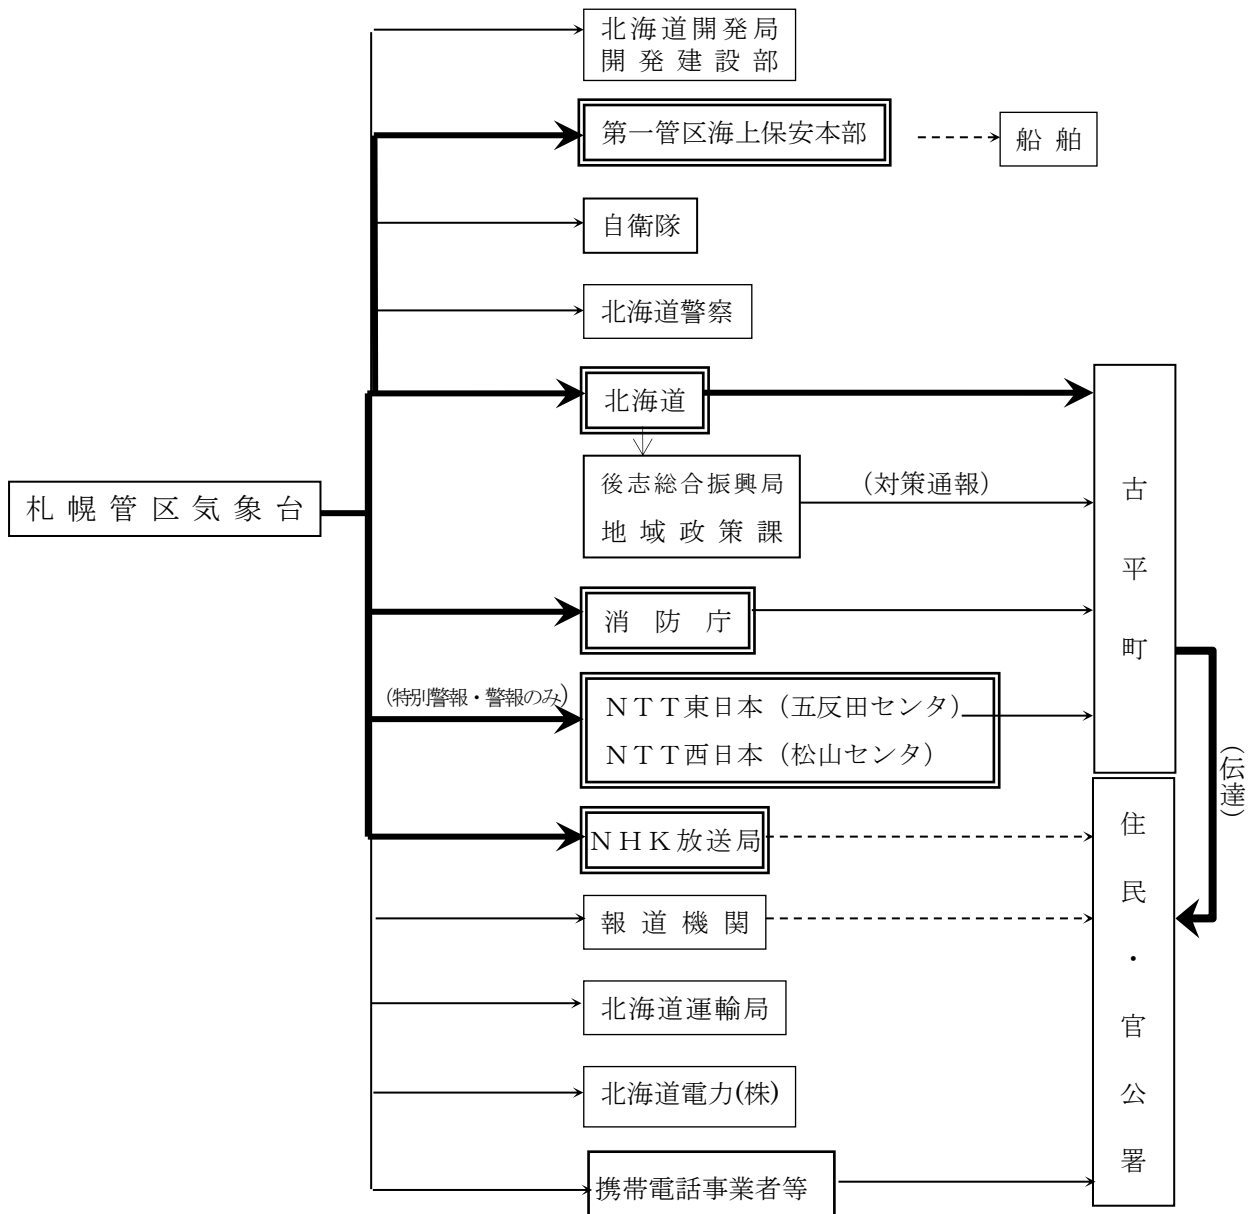 北海道開発局
開発建設部
第一管区海上保安本部
船舶
自衛隊
北海道警察
北海道
後志総合振興局
地域政策課
(対策通報)
札幌管区気象台
消防庁
(特別警報・警報のみ)
ＮＴＴ東日本（五反田センタ）
ＮＴＴ西日本（松山センタ）
ＮＨＫ放送局
報道機関
北海道運輸局
北海道電力(株)
携帯電話事業者等
古平町
(伝達)
住民・官公署